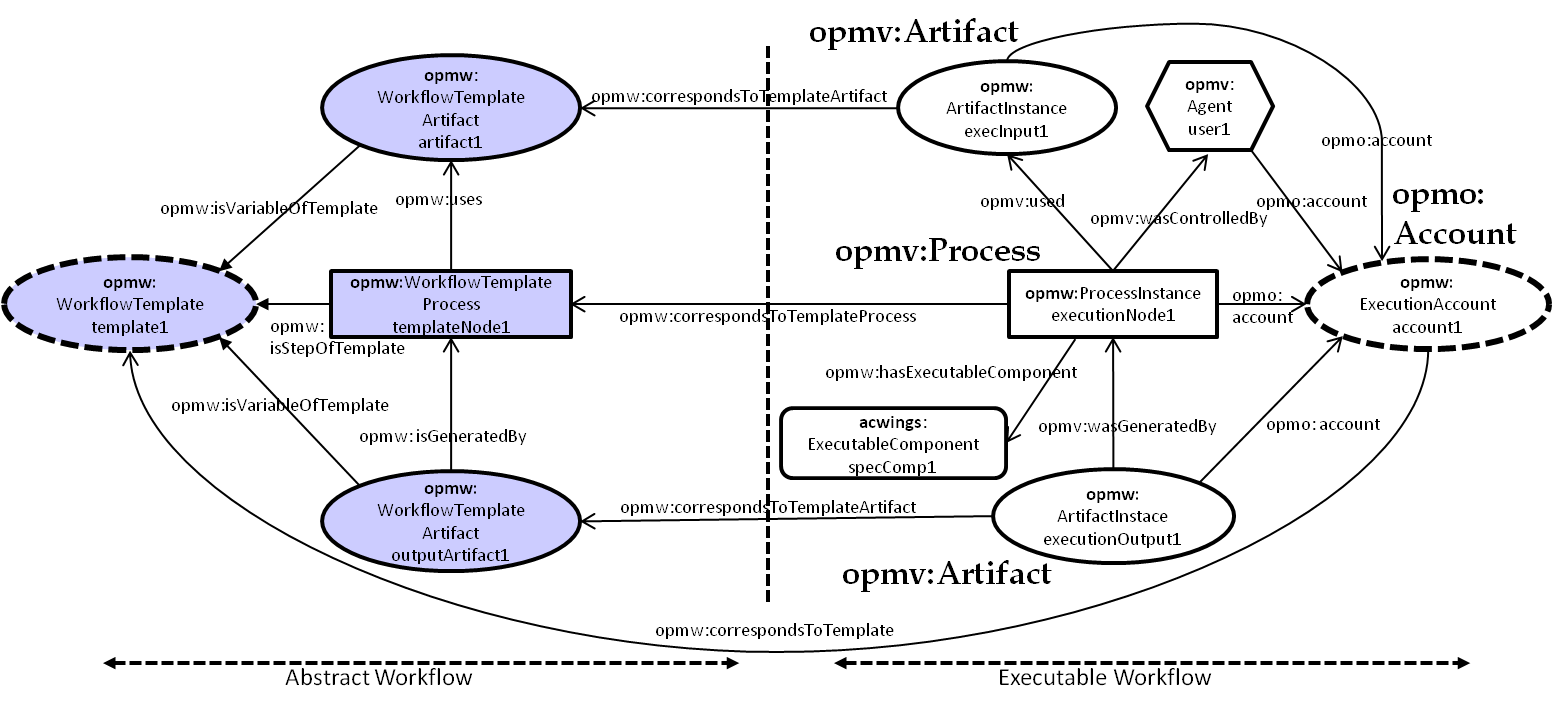 opmv:Artifact
opmw:
WorkflowTemplate
Artifact
artifact1
opmw:correspondsToTemplateArtifact
opmw:
ArtifactInstance
execInput1
opmv:
Agent
user1
opmo:account
opmw:isVariableOfTemplate
opmw:uses
opmv:used
opmv:wasControlledBy
opmo:account
opmo:
Account
opmv:Process
opmw:
WorkflowTemplate
template1
opmw:
isStepOfTemplate
opmw:WorkflowTemplate
Process
templateNode1
opmw:correspondsToTemplateProcess
opmw:ProcessInstance
executionNode1
opmo:
account
opmw:
ExecutionAccount
account1
opmw:hasExecutableComponent
opmw:isVariableOfTemplate
opmw:isGeneratedBy
acwings:
ExecutableComponent
specComp1
opmv:wasGeneratedBy
opmo:account
opmw:
WorkflowTemplate
Artifact
outputArtifact1
opmw:correspondsToTemplateArtifact
opmw:
ArtifactInstace
executionOutput1
opmv:Artifact
opmw:correspondsToTemplate
Abstract Workflow
Executable Workflow